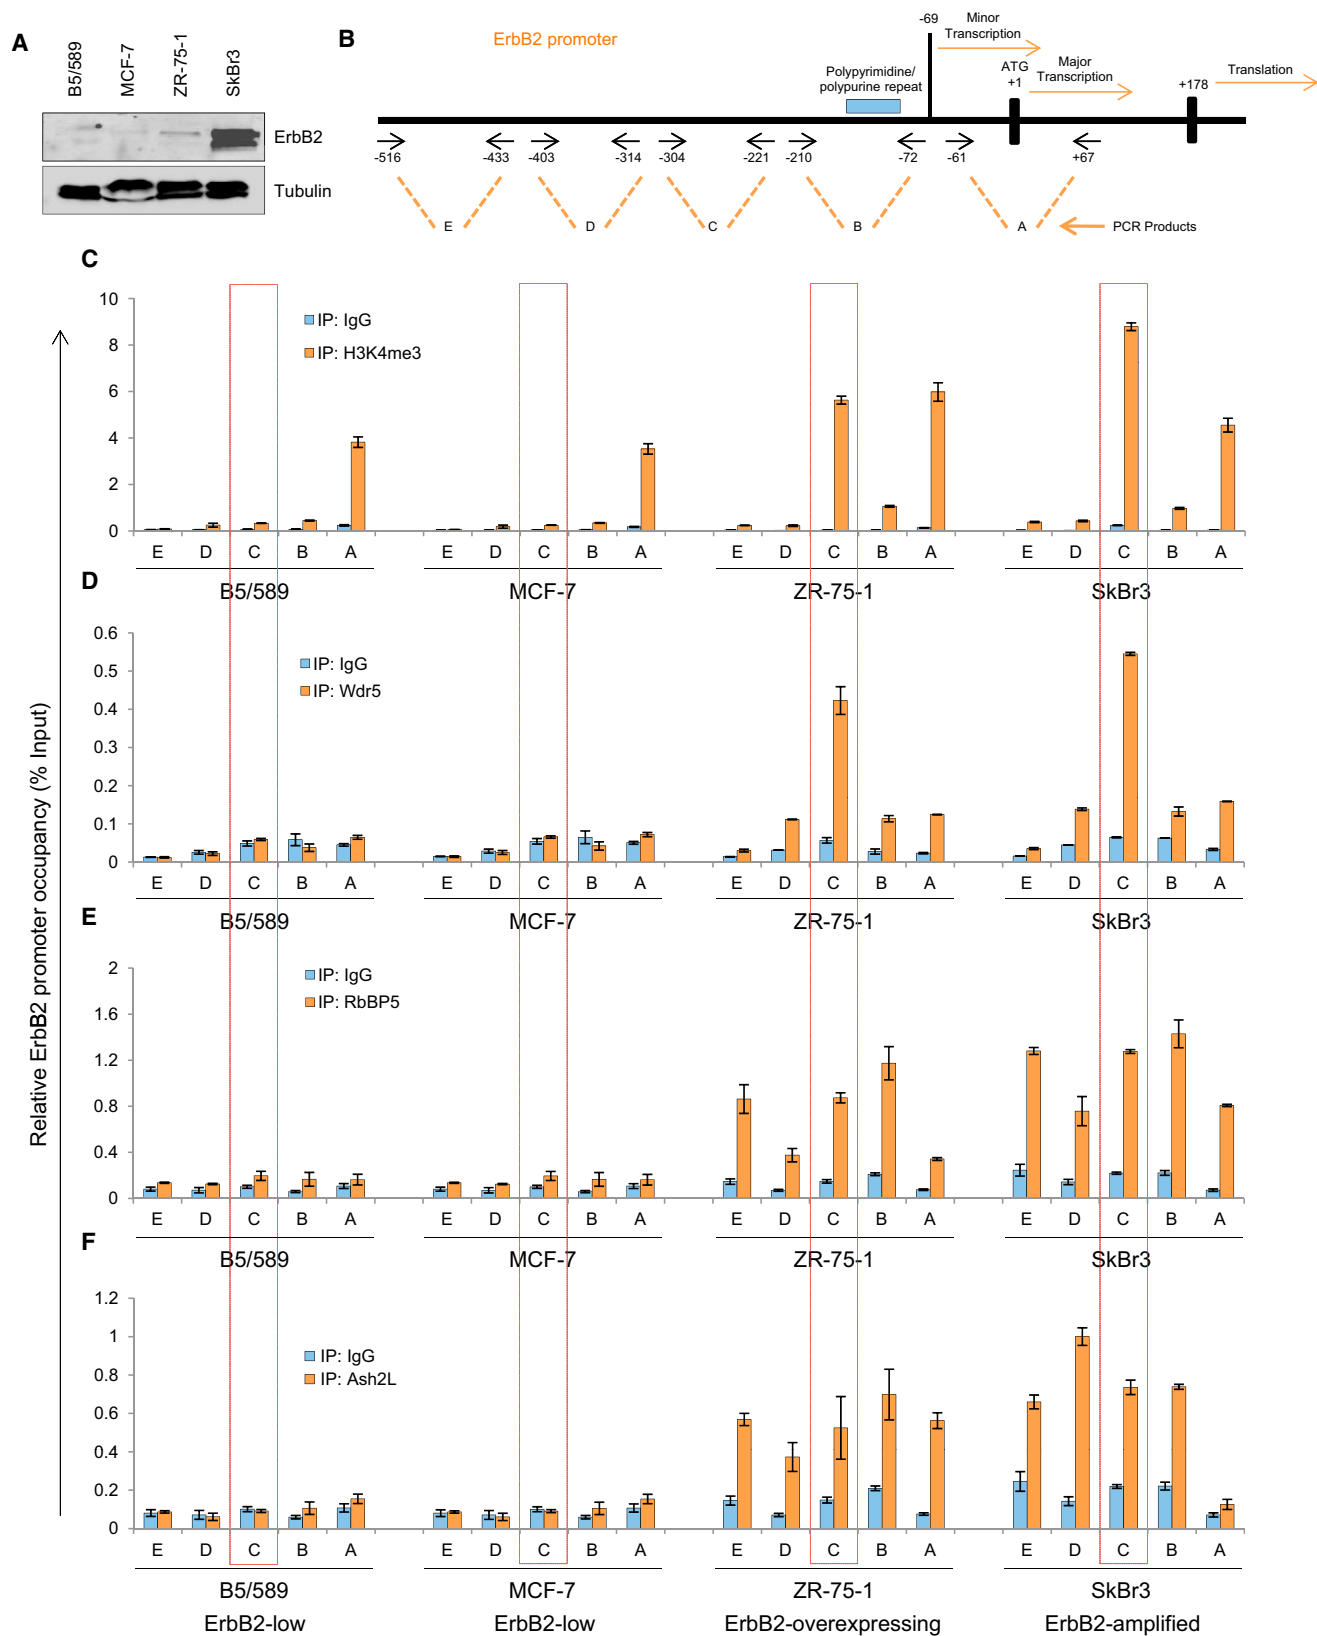 A
B5/589
MCF-7
ZR-75-1
SkBr3
ErbB2
Tubulin
B
ErbB2 promoter
-69
Minor
Transcription
Polypyrimidine/
polypurine repeat
ATG
+1
Major
Transcription
+178
Translation
-516
-433
-403
-314
-304
-221
-210
-72
-61
+67
E
D
C
B
A
PCR Products
Relative ErbB2 promoter occupancy (% Input)
C
10
8
6
4
2
0
IP: IgG
IP: H3K4me3
E D C B A
E D C B A
E D C B A
E D C B A
B5/589
MCF-7
ZR-75-1
SkBr3
D
0.6
0.5
0.4
0.3
0.2
0.1
0
IP: IgG
IP: Wdr5
E D C B A
E D C B A
E D C B A
E D C B A
B5/589
MCF-7
ZR-75-1
SkBr3
E
2
1.6
1.2
0.8
0.4
0
IP: IgG
IP: RbBP5
E D C B A
E D C B A
E D C B A
E D C B A
B5/589
MCF-7
ZR-75-1
SkBr3
F
1.2
1
0.8
0.6
0.4
0.2
0
IP: IgG
IP: Ash2L
E D C B A
E D C B A
E D C B A
E D C B A
B5/589
MCF-7
ZR-75-1
SkBr3
ErbB2-low
ErbB2-low
ErbB2-overexpressing
ErbB2-amplified